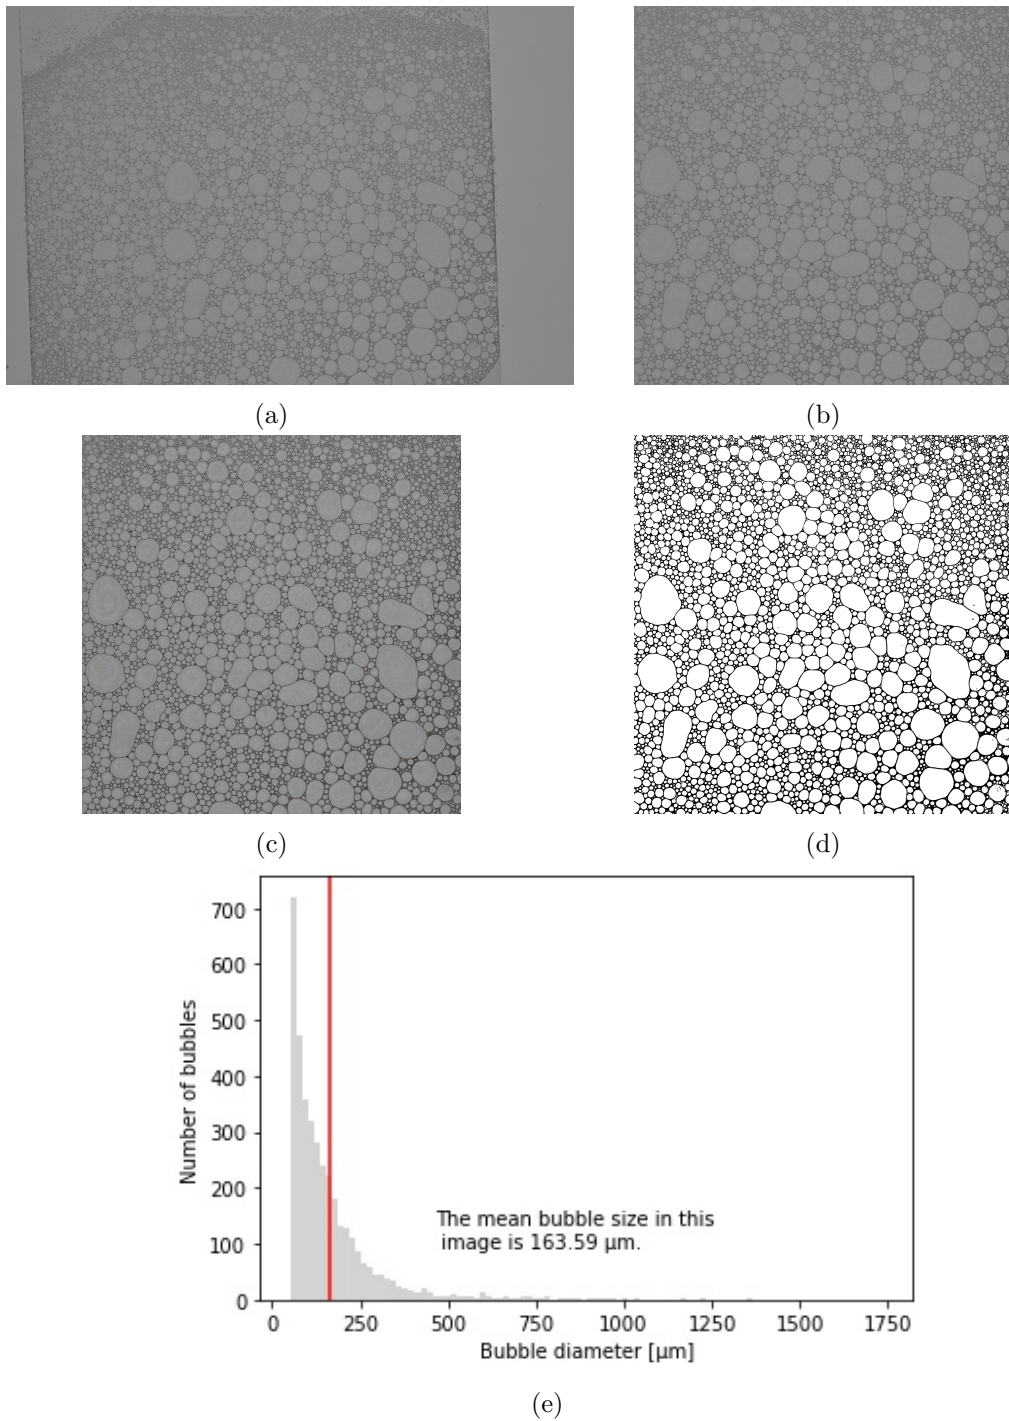 (a)
(b)
(c)
(d)
700
600
500
400
300
200
100
0
Number of bubbles
The mean bubble size in this
image is 163.59 μm.
0 250 500 750 1000 1250 1500 1750
Bubble diameter [μm]
(e)